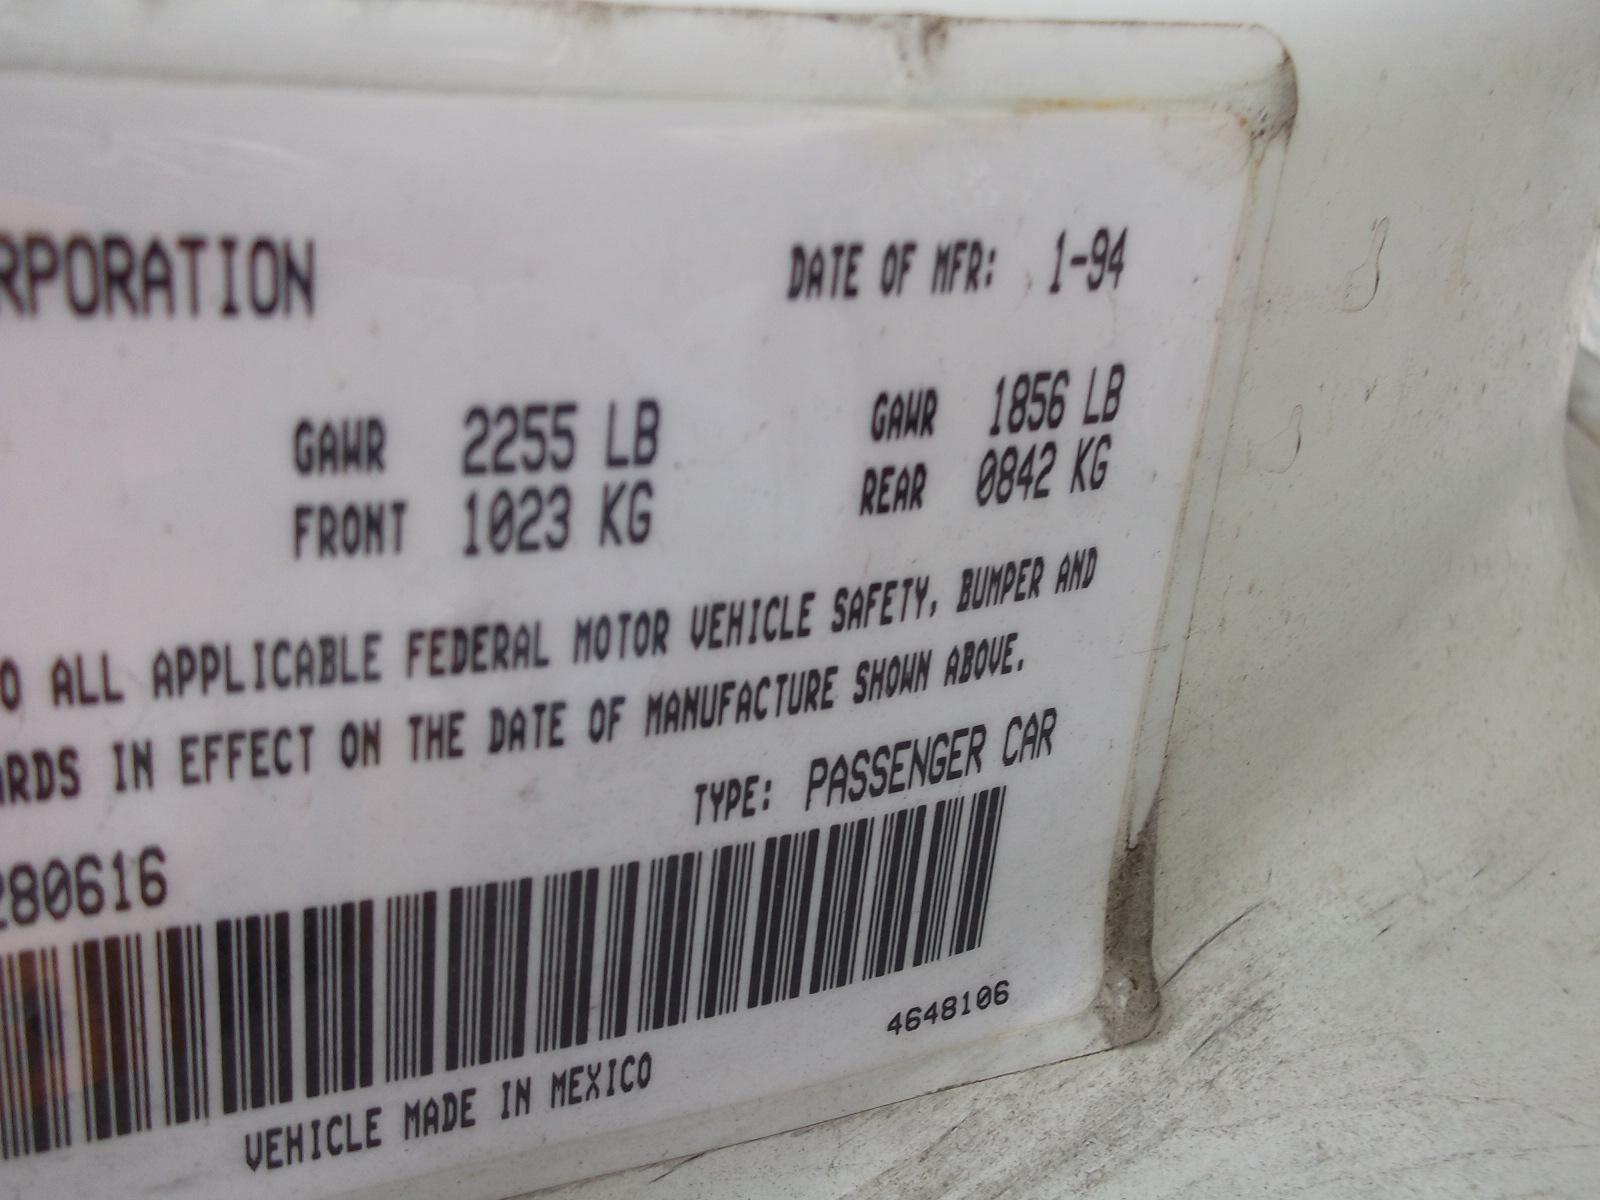 RPORATION DATE OF MFR: 1-94
GAWR 2255 LB GAWR 1856 LB
FRONT 1023 KG REAR 0842 KG
O ALL APPLICABLE FEDERAL MOTOR VEHICLE SAFETY, BUMPER AND
ARDS IN EFFECT ON THE DATE OF MANUFACTURE SHOWN ABOVE.
TYPE: PASSENGER CAR
280616
4648106
VEHICLE MADE IN MEXICO